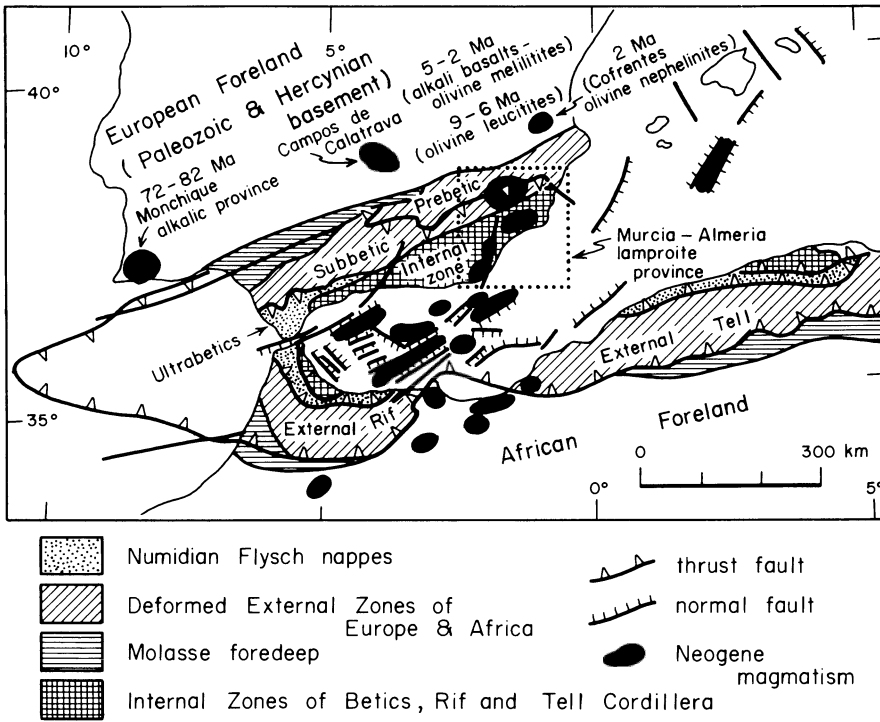 10°
5°
40°
European Foreland
(Paleozoic & Hercynian
basement)
5-2 Ma
(alkali basalts-
olivine melilitites)
2 Ma
(Cofrentes
olivine nephelinites)
9-6 Ma
(olivine leucitites)
Campos de
Calatrava
72-82 Ma
Monchique
alkalic province
Prebetic
Subbetic
Internal
zone
Murcia-Almeria
lamproite
province
Ultrabetics
External Tell
35°
External Rif
African Foreland
0 300 km
0°
5°
Numidian Flysch nappes
Deformed External Zones of
Europe & Africa
Molasse foredeep
Internal Zones of Betics, Rif and Tell Cordillera
thrust fault
normal fault
Neogene
magmatism